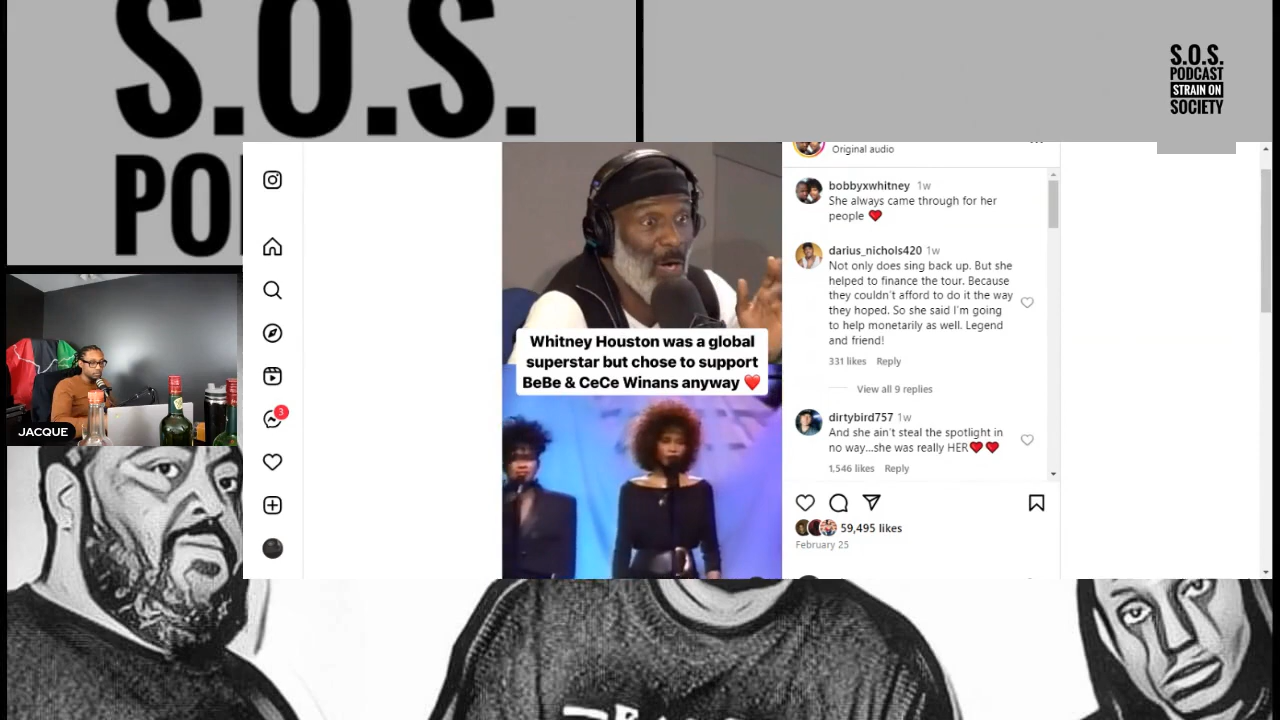 S.O.S.
PO
S.O.S.
PODCAST
STRAIN ON
SOCIETY
JACQUE
3
Whitney Houston was a global
superstar but chose to support
BeBe & CeCe Winans anyway ❤️
Original audio
bobbyxwhitney 1w
She always came through for her
people ❤️
darius_nichols420 1w
Not only does sing back up. But she
helped to finance the tour. Because
they couldn't afford to do it the way
they hoped. So she said I'm going
to help monetarily as well. Legend
and friend!
331 likes Reply
View all 9 replies
dirtybird757 1w
And she ain't steal the spotlight in
no way...she was really HER❤️❤️
1,546 likes Reply
59,495 likes
February 25